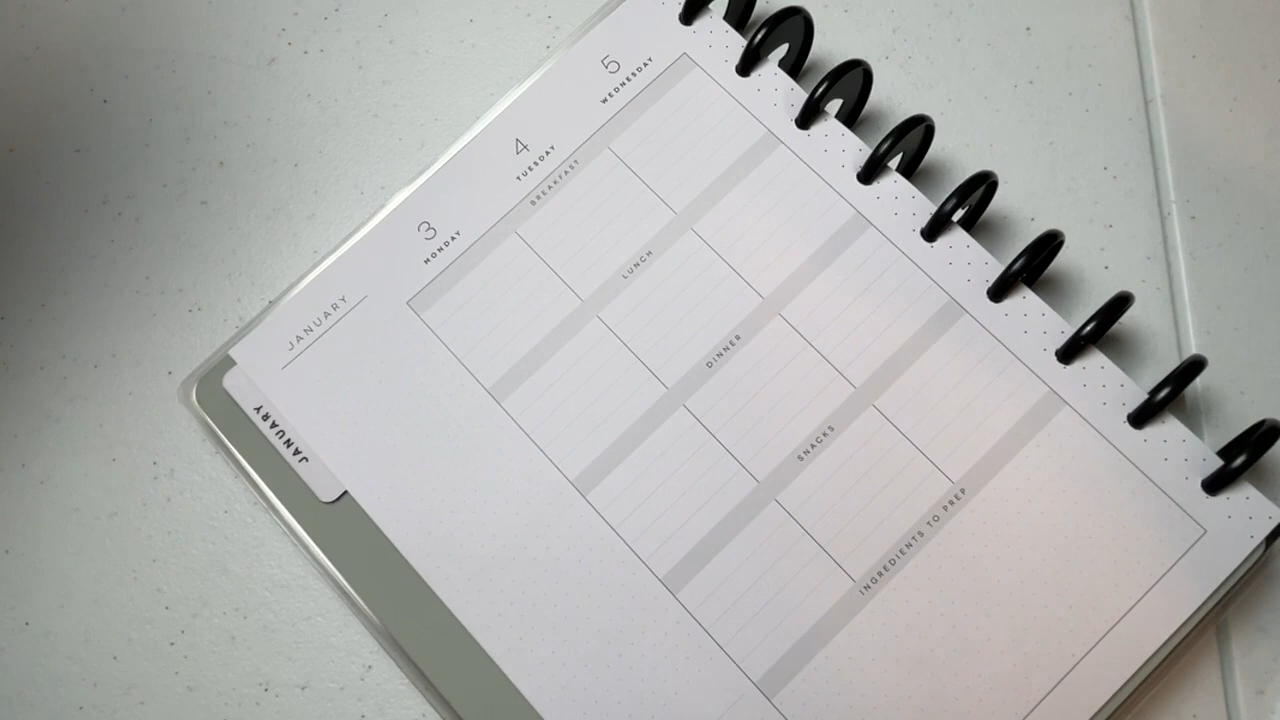 JANUARY
3
MONDAY
4
TUESDAY
5
WEDNESDAY
BREAKFAST
LUNCH
DINNER
SNACKS
INGREDIENTS TO PREP
JANUARY